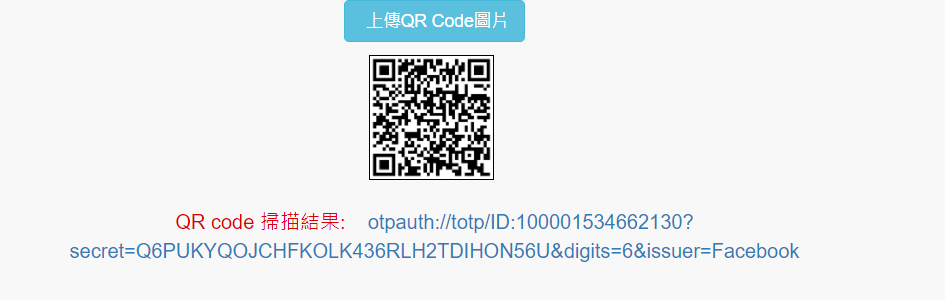 上傳QR Code圖片
QR code 掃描結果: otpauth://totp/ID:100001534662130?
secret=Q6PUKYQOJCHFKOLK436RLH2TDIHON56U&digits=6&issuer=Facebook